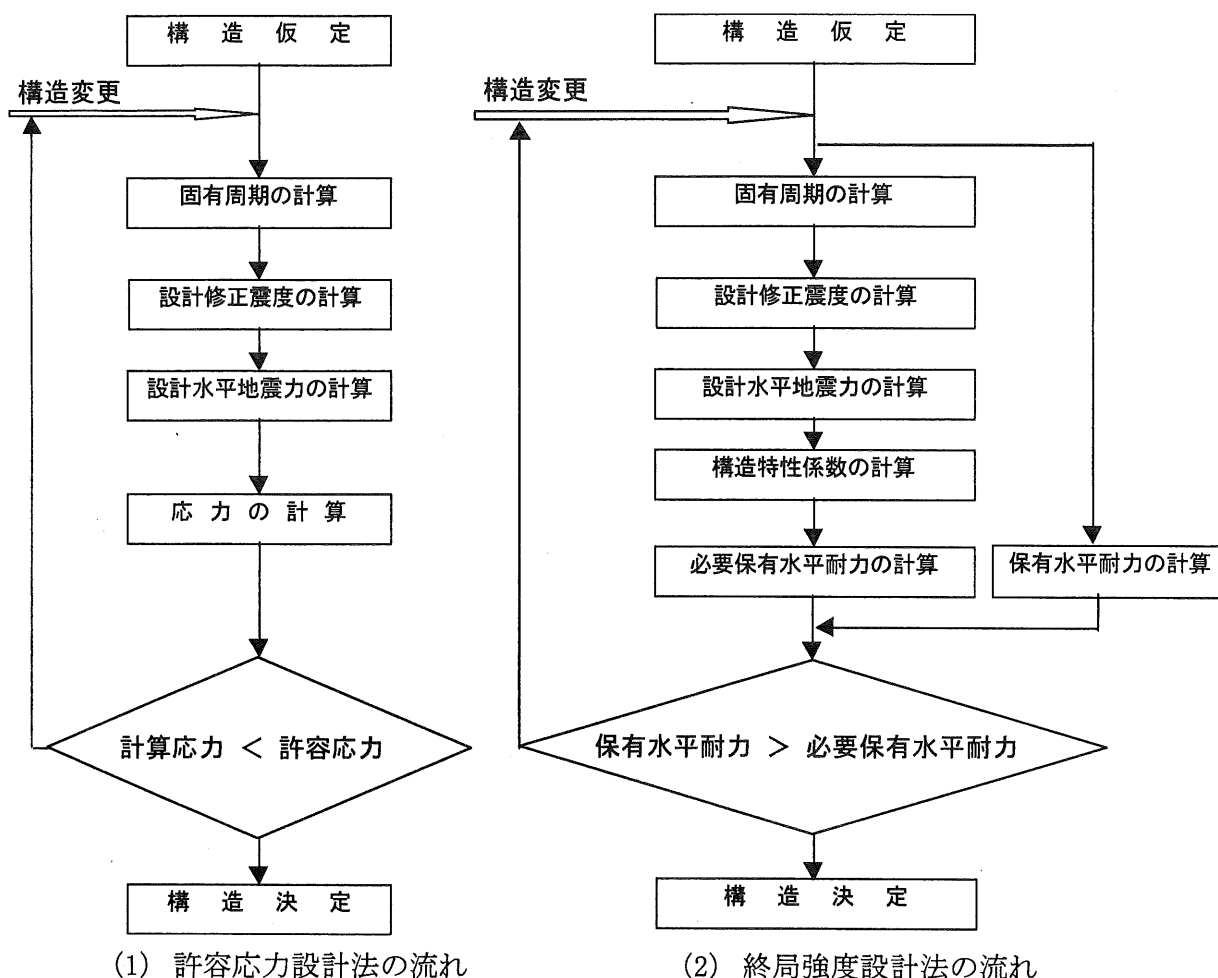 構造仮定
構造変更
固有周期の計算
設計修正震度の計算
設計水平地震力の計算
応力の計算
計算応力 < 許容応力
構造決定
(1) 許容応力設計法の流れ
構造仮定
構造変更
固有周期の計算
設計修正震度の計算
設計水平地震力の計算
構造特性係数の計算
必要保有水平耐力の計算
保有水平耐力の計算
保有水平耐力 > 必要保有水平耐力
構造決定
(2) 終局強度設計法の流れ